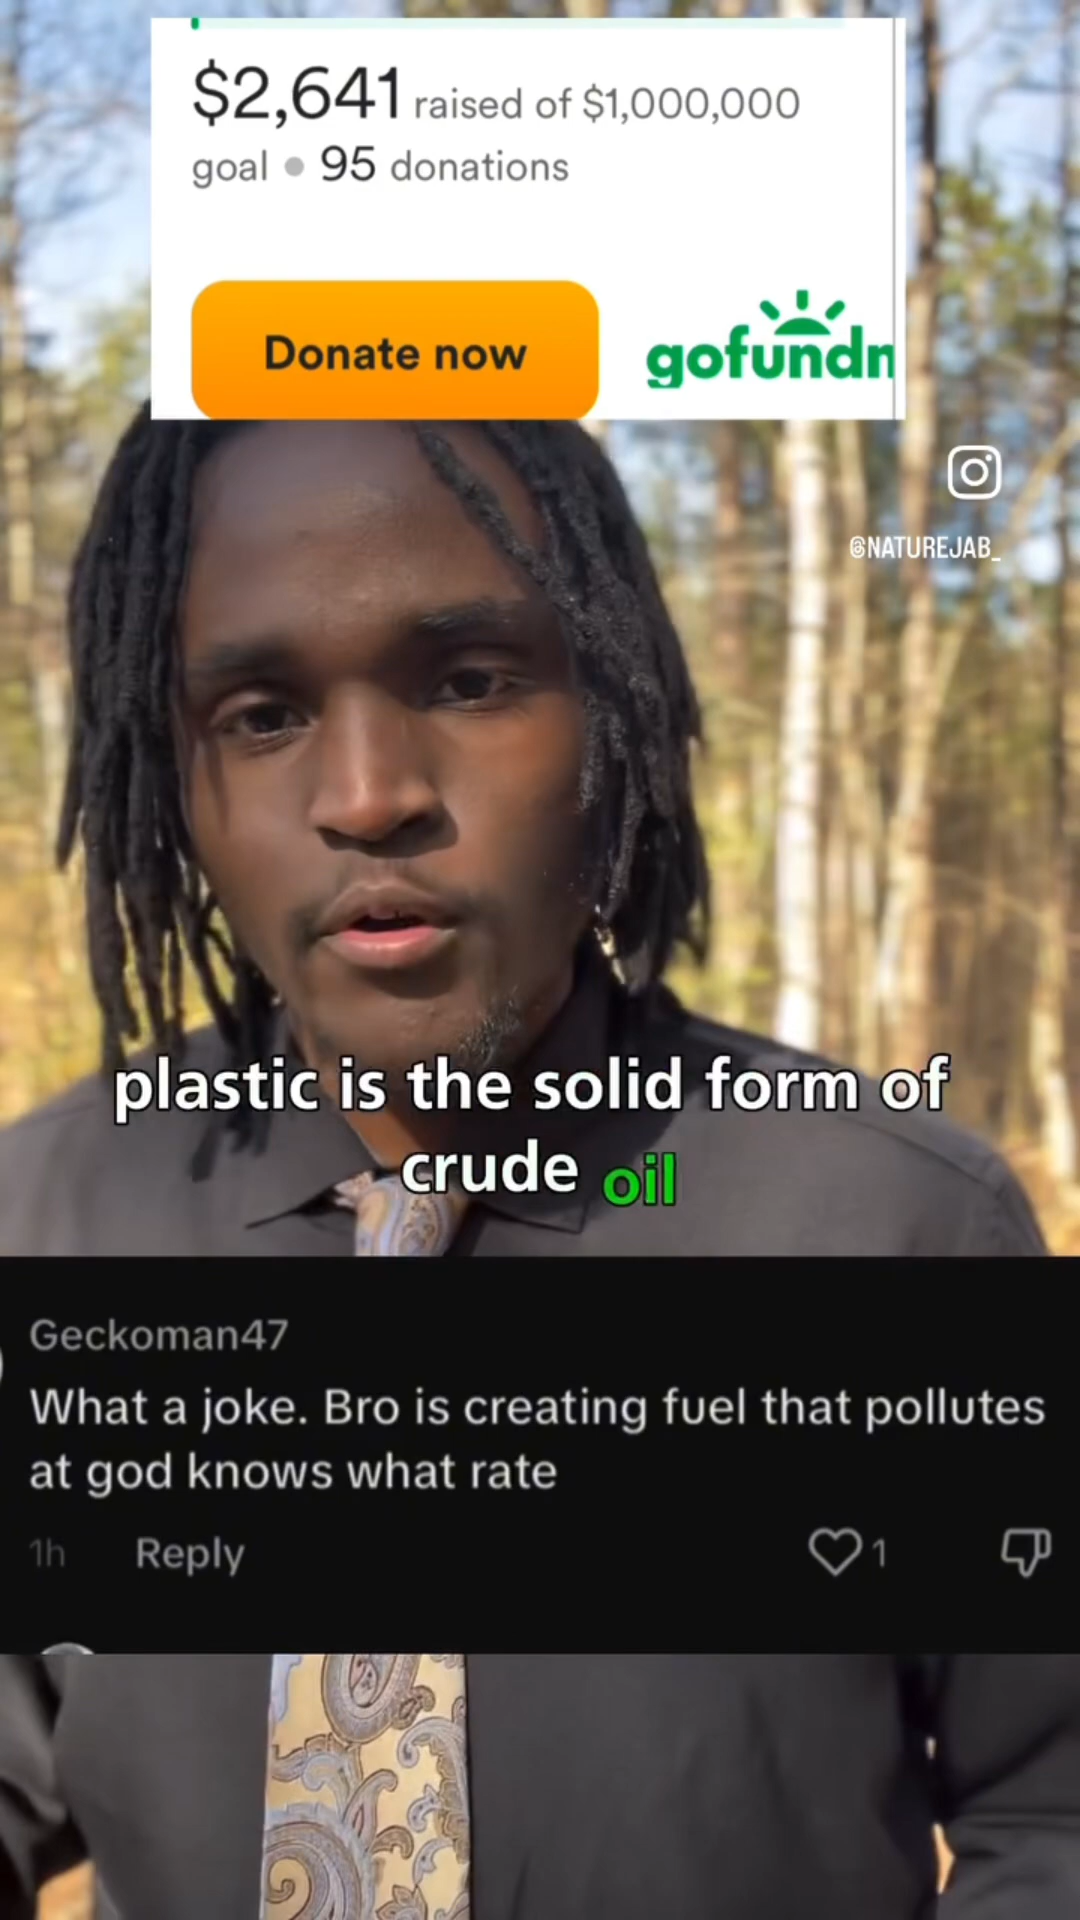 $2,641 raised of $1,000,000
goal • 95 donations
Donate now
gofundm
@NATUREJAB_
plastic is the solid form of
crude oil
Geckoman47
What a joke. Bro is creating fuel that pollutes
at god knows what rate
1h Reply
1